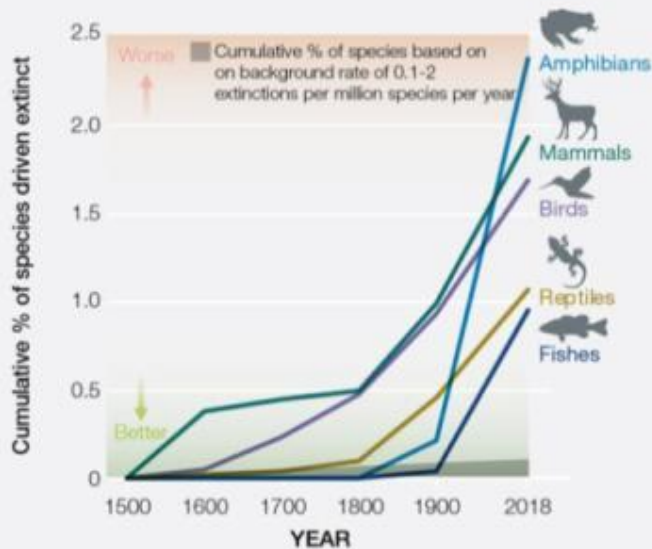 Cumulative % of species driven extinct
2.5
2.0
1.5
1.0
0.5
0
Worse
Cumulative % of species based on
on background rate of 0.1-2
extinctions per million species per year
Better
Amphibians
Mammals
Birds
Reptiles
Fishes
1500 1600 1700 1800 1900 2018
YEAR